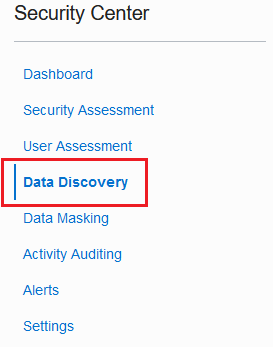 Security Center
Dashboard
Security Assessment
User Assessment
Data Discovery
Data Masking
Activity Auditing
Alerts
Settings